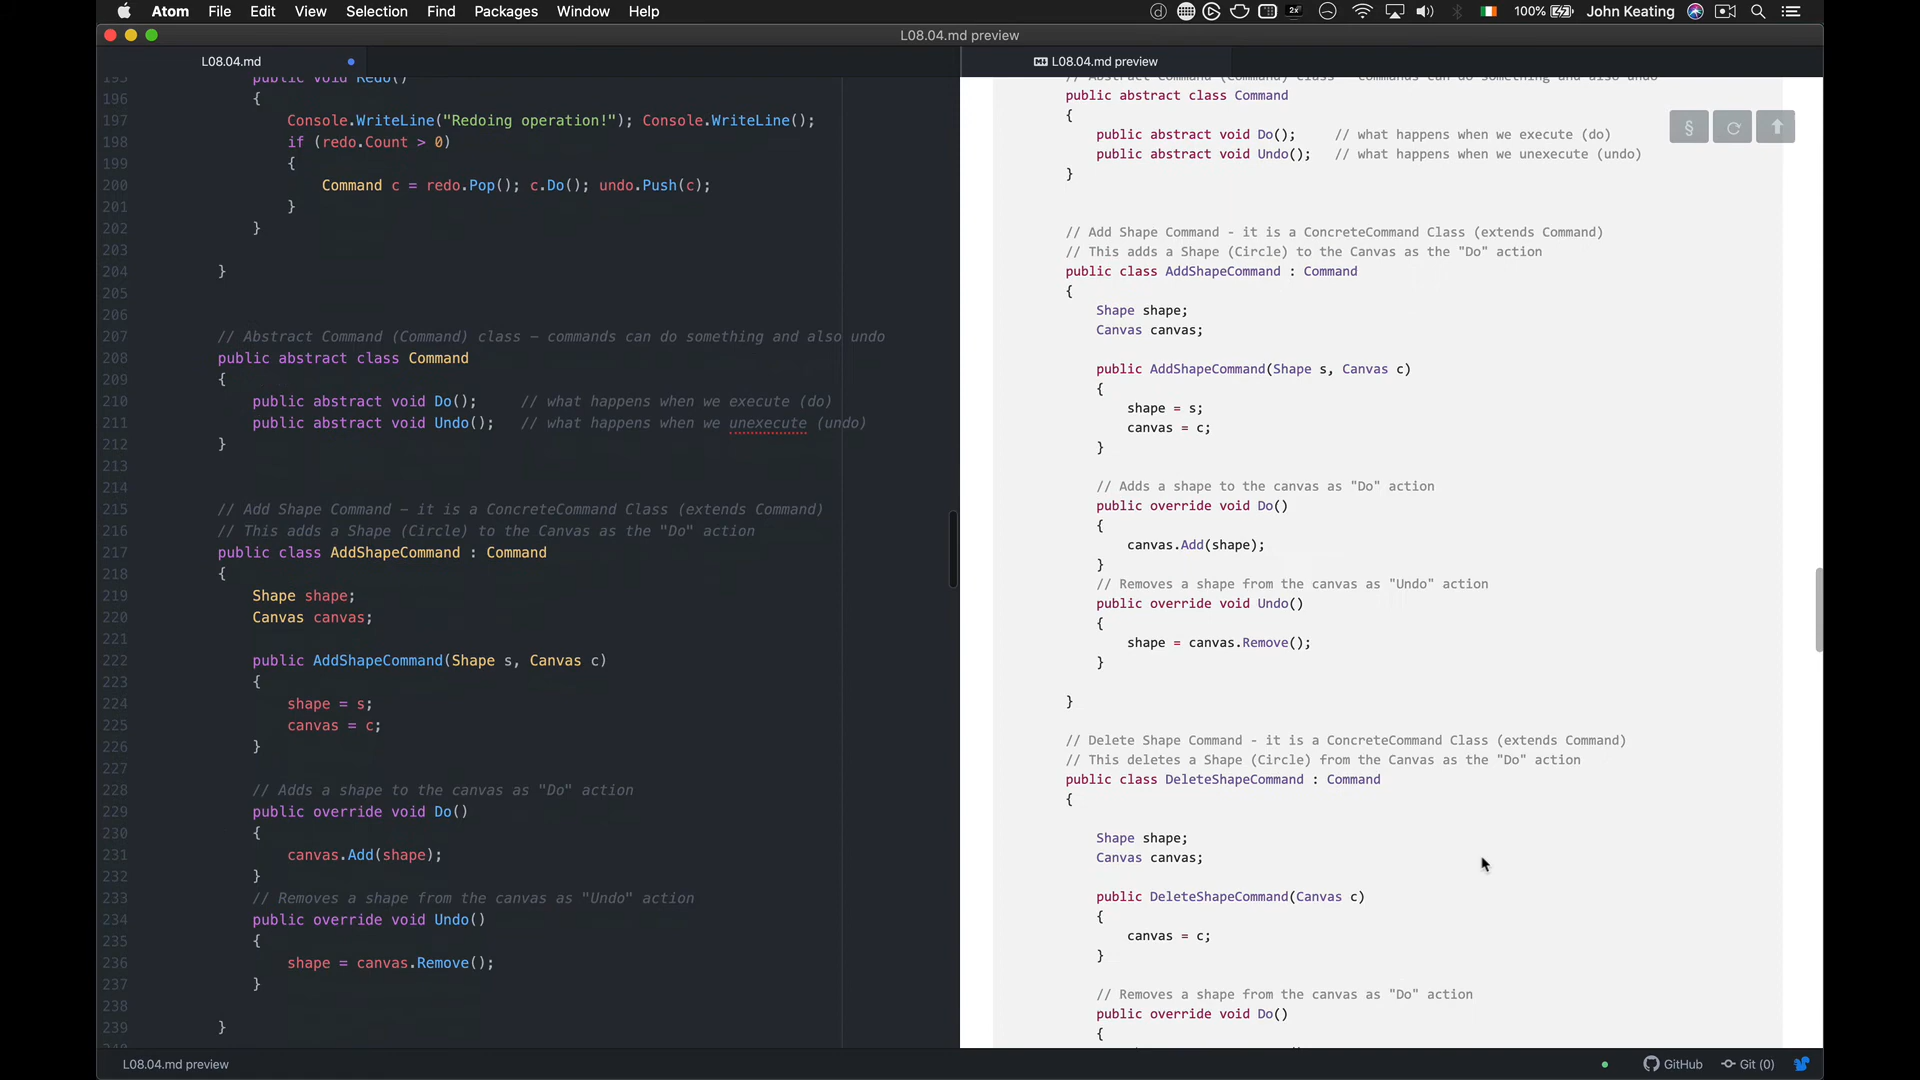 Atom File Edit View Selection Find Packages Window Help
2x 100% John Keating
L08.04.md preview
L08.04.md
195 public void Redo()
196 {
197 Console.WriteLine("Redoing operation!"); Console.WriteLine();
198 if (redo.Count > 0)
199 {
200 Command c = redo.Pop(); c.Do(); undo.Push(c);
201 }
202 }
203
204 }
205
206
207 // Abstract Command (Command) class – commands can do something and also undo
208 public abstract class Command
209 {
210 public abstract void Do(); // what happens when we execute (do)
211 public abstract void Undo(); // what happens when we unexecute (undo)
212 }
213
214
215 // Add Shape Command – it is a ConcreteCommand Class (extends Command)
216 // This adds a Shape (Circle) to the Canvas as the "Do" action
217 public class AddShapeCommand : Command
218 {
219 Shape shape;
220 Canvas canvas;
221
222 public AddShapeCommand(Shape s, Canvas c)
223 {
224 shape = s;
225 canvas = c;
226 }
227
228 // Adds a shape to the canvas as "Do" action
229 public override void Do()
230 {
231 canvas.Add(shape);
232 }
233 // Removes a shape from the canvas as "Undo" action
234 public override void Undo()
235 {
236 shape = canvas.Remove();
237 }
238
239 }
L08.04.md preview
// Abstract Command (Command) class - commands can do something and also undo
public abstract class Command
{
public abstract void Do(); // what happens when we execute (do)
public abstract void Undo(); // what happens when we unexecute (undo)
}
§
// Add Shape Command - it is a ConcreteCommand Class (extends Command)
// This adds a Shape (Circle) to the Canvas as the "Do" action
public class AddShapeCommand : Command
{
Shape shape;
Canvas canvas;
public AddShapeCommand(Shape s, Canvas c)
{
shape = s;
canvas = c;
}
// Adds a shape to the canvas as "Do" action
public override void Do()
{
canvas.Add(shape);
}
// Removes a shape from the canvas as "Undo" action
public override void Undo()
{
shape = canvas.Remove();
}
}
// Delete Shape Command - it is a ConcreteCommand Class (extends Command)
// This deletes a Shape (Circle) from the Canvas as the "Do" action
public class DeleteShapeCommand : Command
{
Shape shape;
Canvas canvas;
public DeleteShapeCommand(Canvas c)
{
canvas = c;
}
// Removes a shape from the canvas as "Do" action
public override void Do()
{
L08.04.md preview
GitHub Git (0)